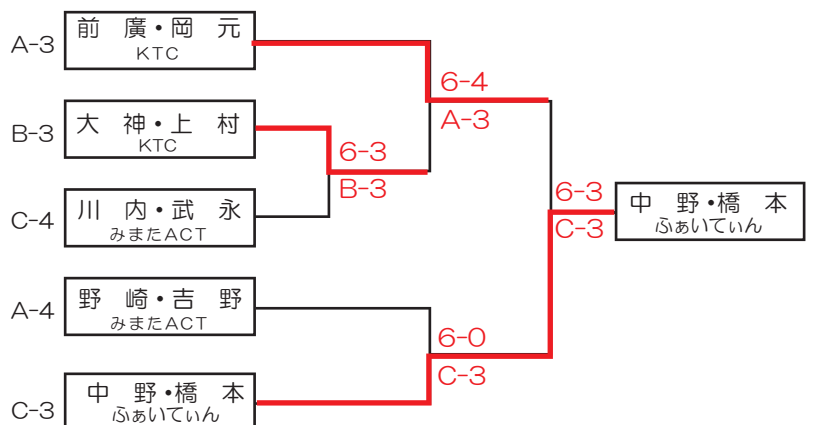 A-3
前 廣・岡 元
KTC
6-4
A-3
B-3
大 神・上 村
KTC
6-3
B-3
C-4
川 内・武 永
みまたACT
6-3
C-3
中 野・橋 本
ふぁいてぃん
A-4
野 崎・吉 野
みまたACT
6-0
C-3
C-3
中 野・橋 本
ふぁいてぃん